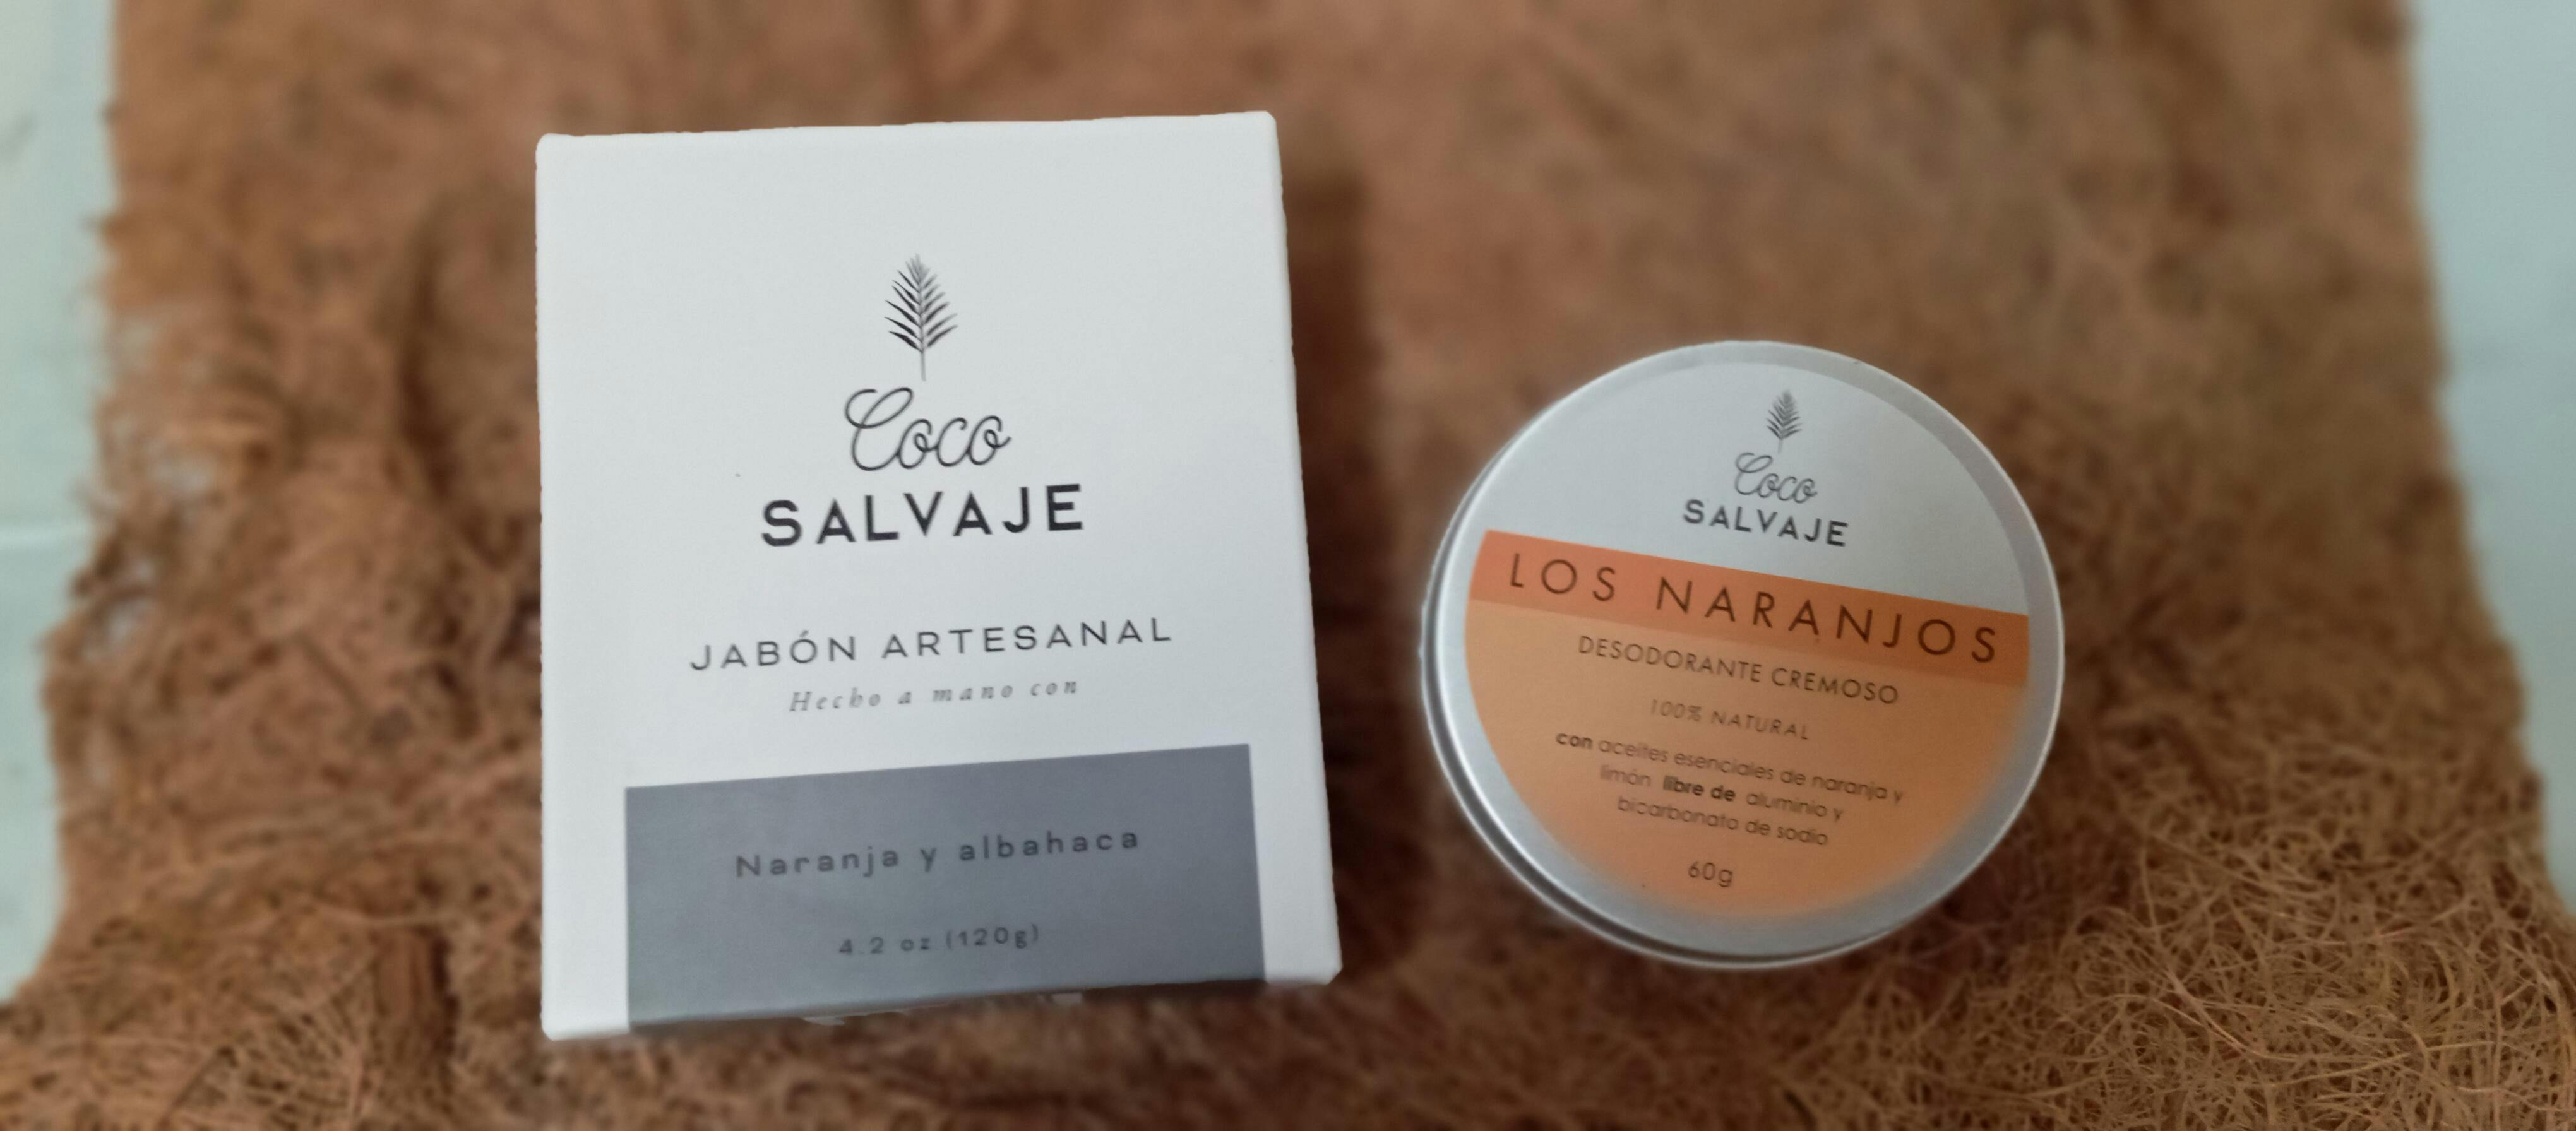 Coco
SALVAJE
JABÓN ARTESANAL
Hecho a mano con
Naranja y albahaca
4.2 oz (120g)
Coco
SALVAJE
LOS NARANJOS
DESODORANTE CREMOSO
100% NATURAL
con aceites esenciales de naranja y
limón libre de aluminio y
bicarbonato de sodio
60g